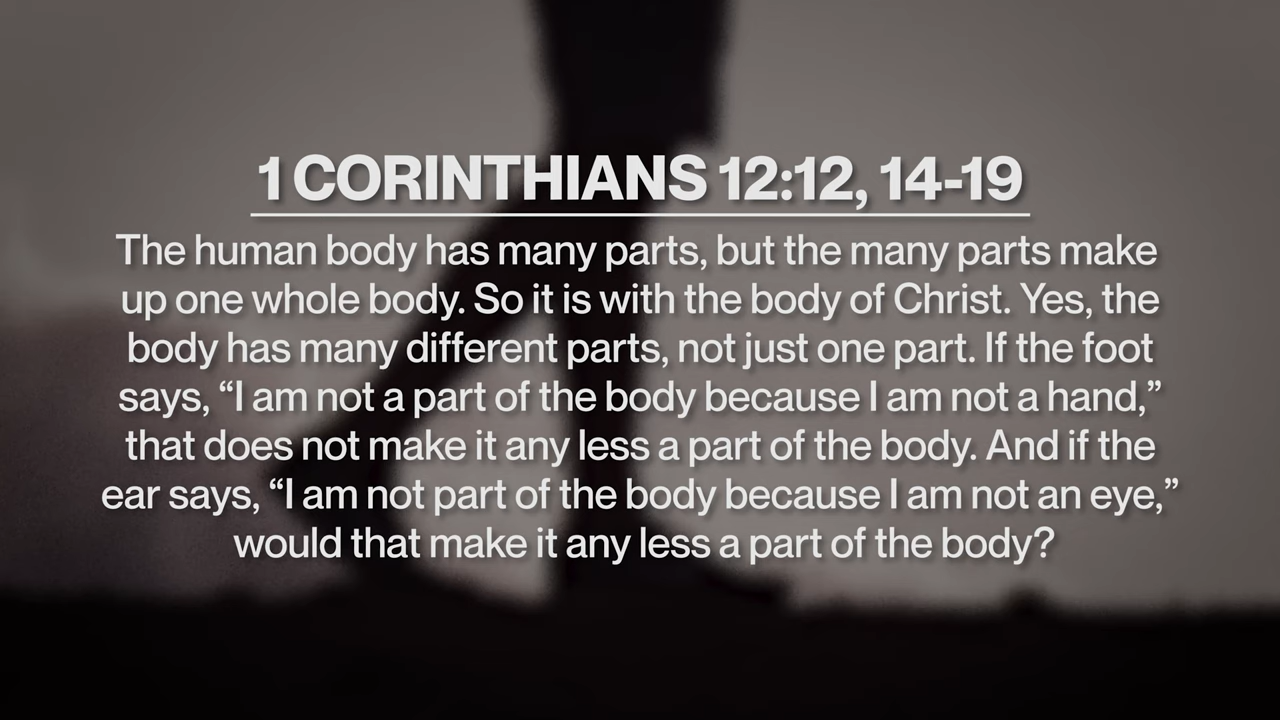 1 CORINTHIANS 12:12, 14-19
The human body has many parts, but the many parts make
up one whole body. So it is with the body of Christ. Yes, the
body has many different parts, not just one part. If the foot
says, “I am not a part of the body because I am not a hand,”
that does not make it any less a part of the body. And if the
ear says, “I am not part of the body because I am not an eye,”
would that make it any less a part of the body?